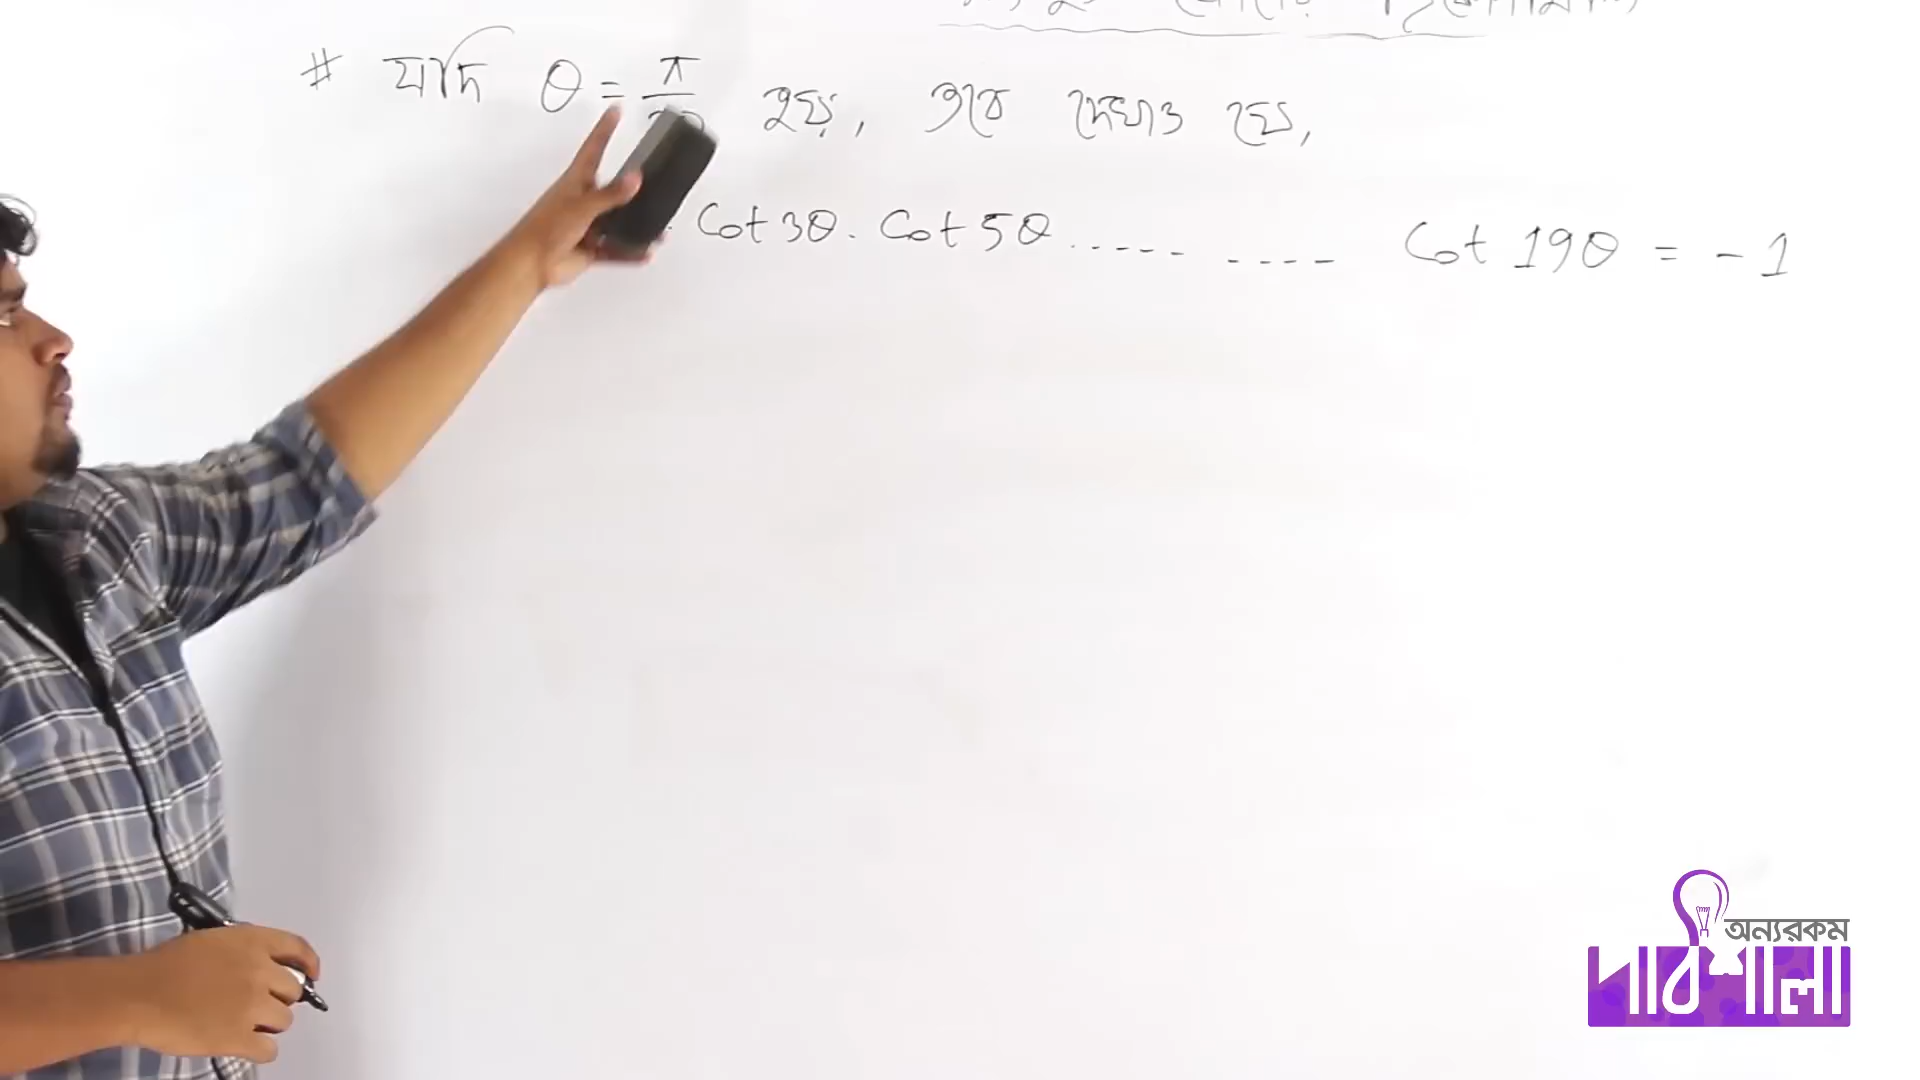 # যদি θ = π/20 হয়, তবে দেখাও যে,
Cot 3θ . Cot 5θ ..... .... Cot 19θ = - 1
অন্যরকম
পাঠশালা